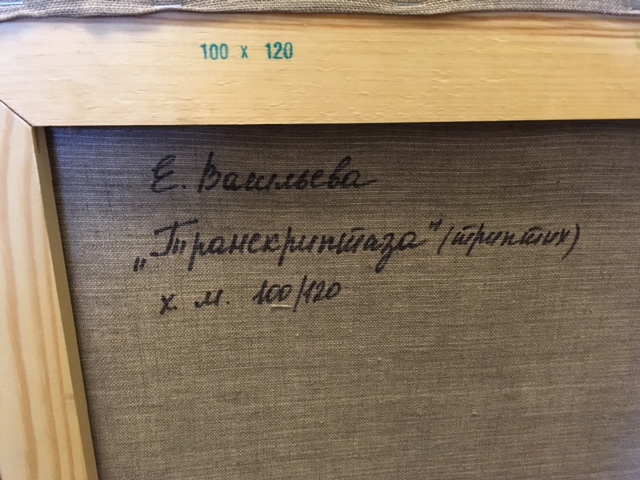 100 x 120
Е. Васильева
„Транскриптаза" (триптих)
х. м. 100/120